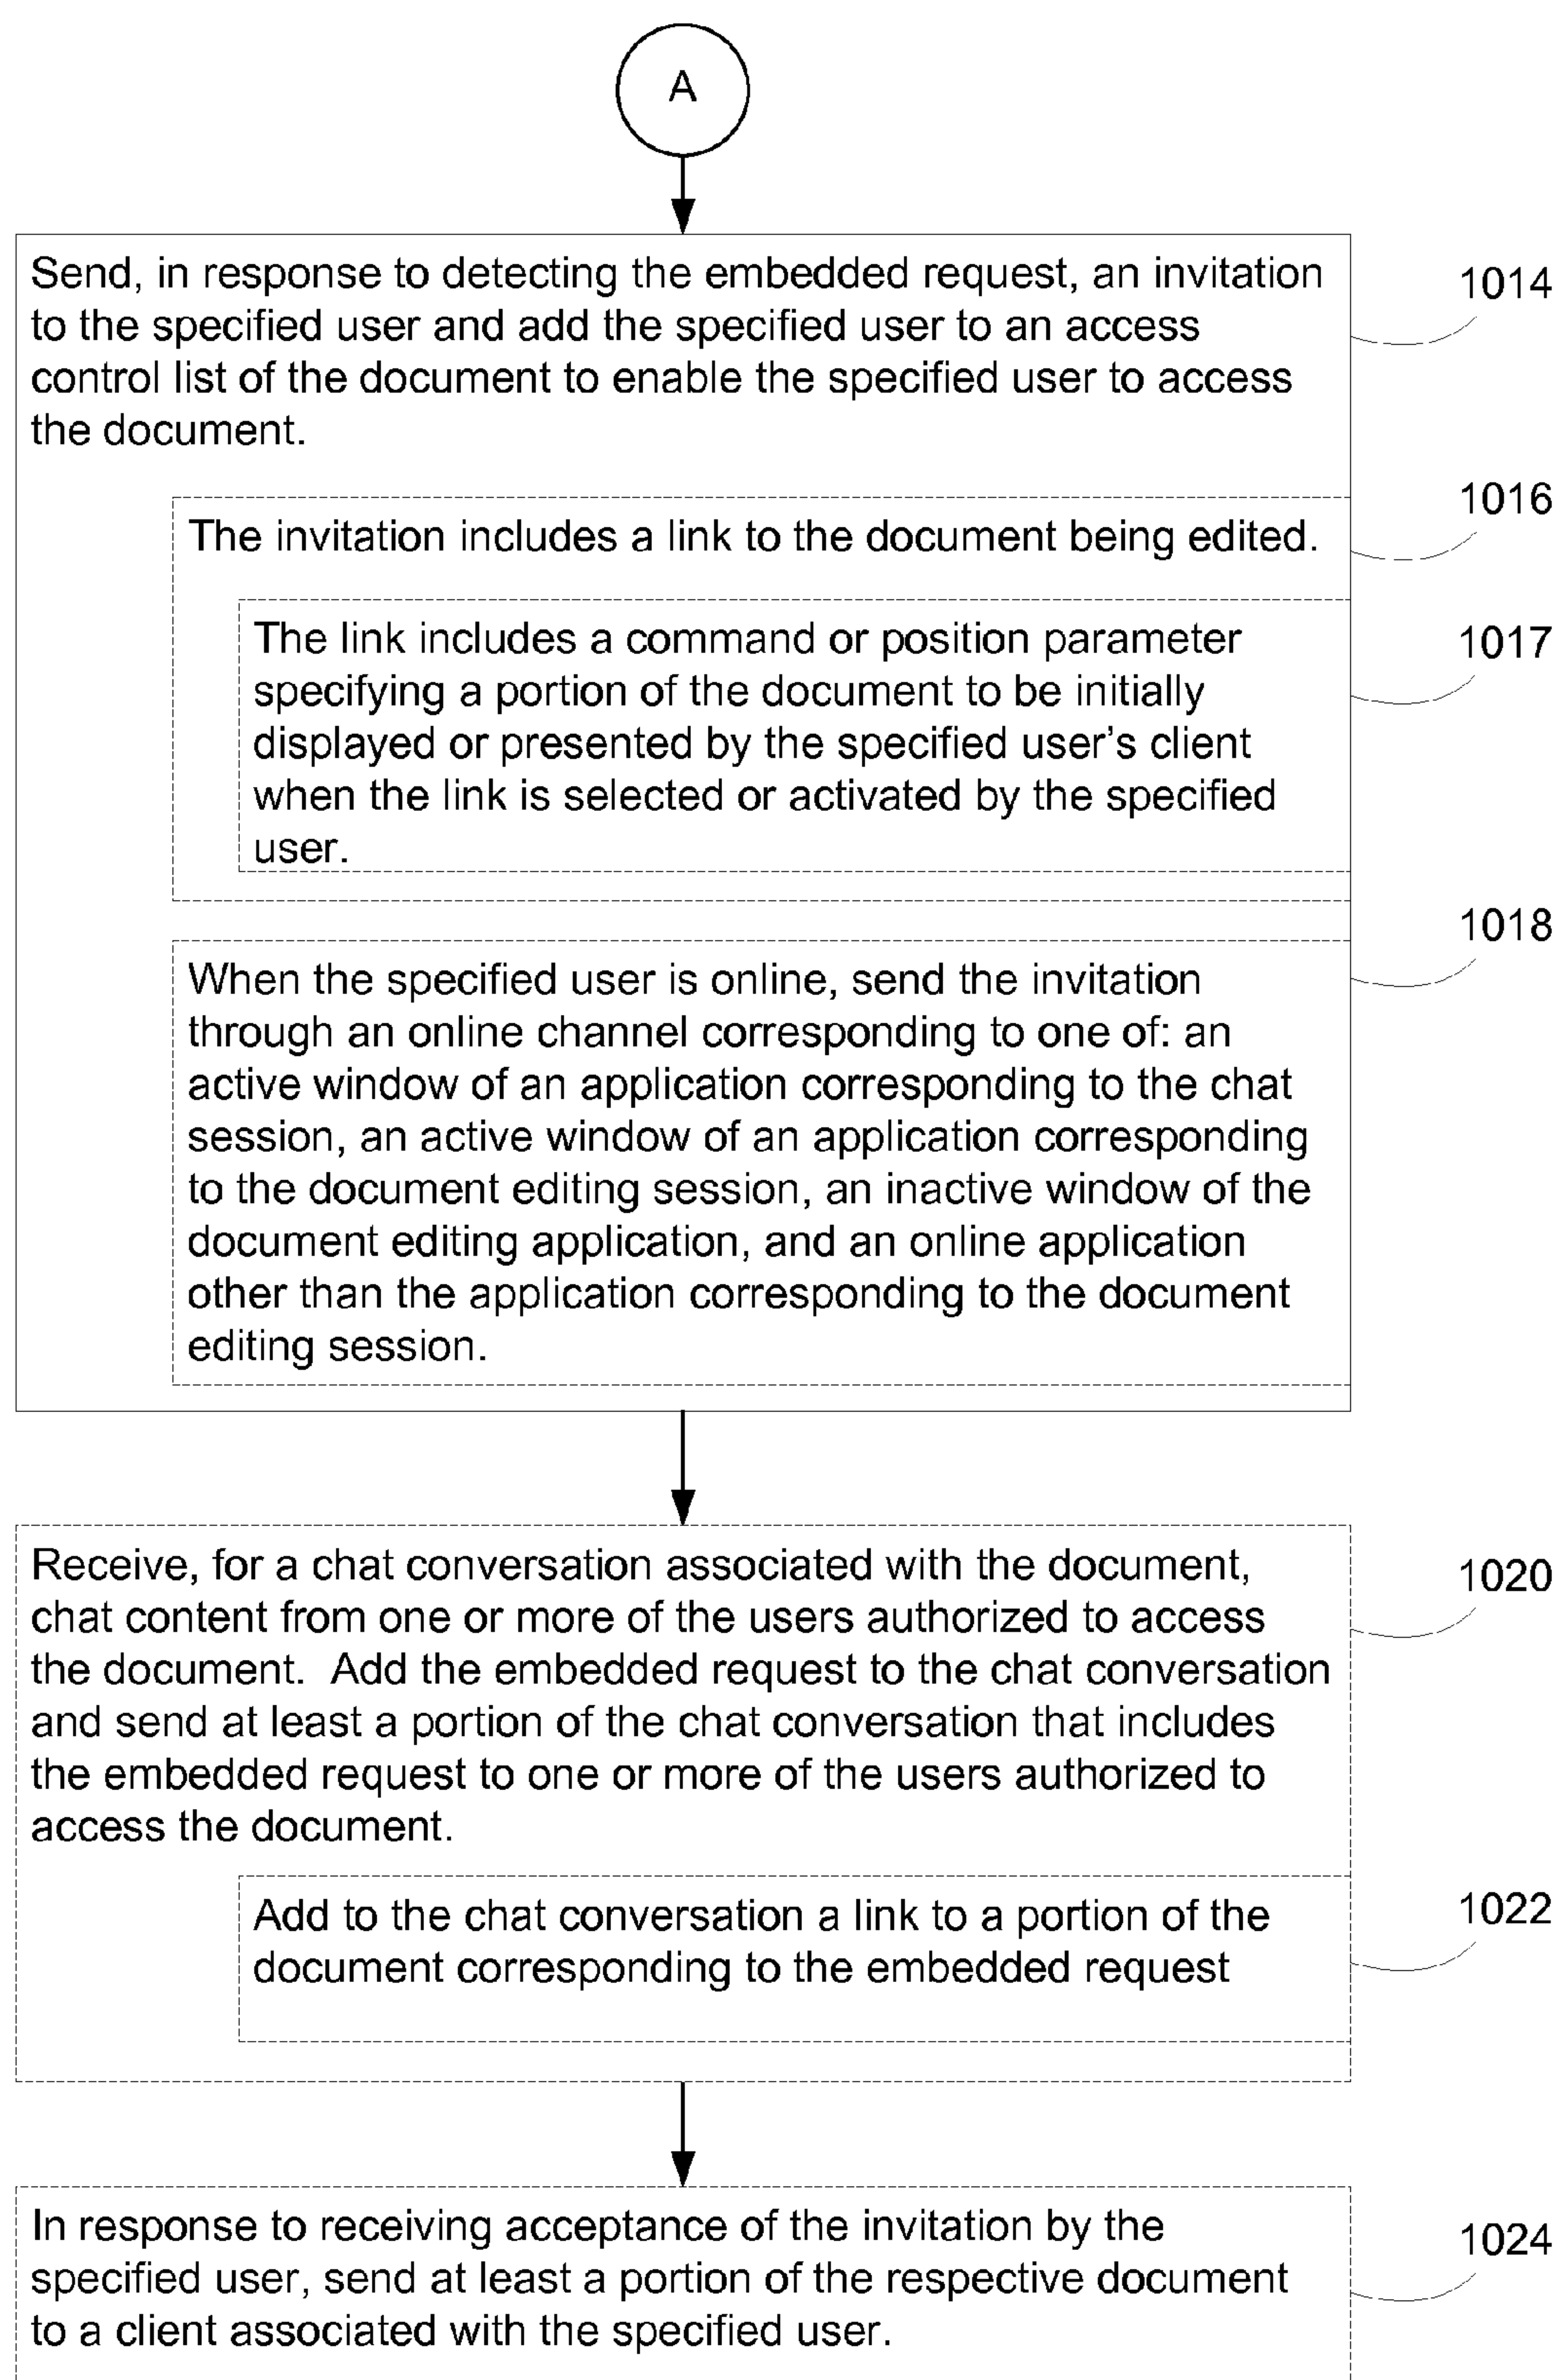 A
Send, in response to detecting the embedded request, an invitation
to the specified user and add the specified user to an access
control list of the document to enable the specified user to access
the document.
1014
The invitation includes a link to the document being edited.
1016
The link includes a command or position parameter
specifying a portion of the document to be initially
displayed or presented by the specified user’s client
when the link is selected or activated by the specified
user.
1017
When the specified user is online, send the invitation
through an online channel corresponding to one of: an
active window of an application corresponding to the chat
session, an active window of an application corresponding
to the document editing session, an inactive window of the
document editing application, and an online application
other than the application corresponding to the document
editing session.
1018
Receive, for a chat conversation associated with the document,
chat content from one or more of the users authorized to access
the document.  Add the embedded request to the chat conversation
and send at least a portion of the chat conversation that includes
the embedded request to one or more of the users authorized to
access the document.
1020
Add to the chat conversation a link to a portion of the
document corresponding to the embedded request
1022
In response to receiving acceptance of the invitation by the
specified user, send at least a portion of the respective document
to a client associated with the specified user.
1024